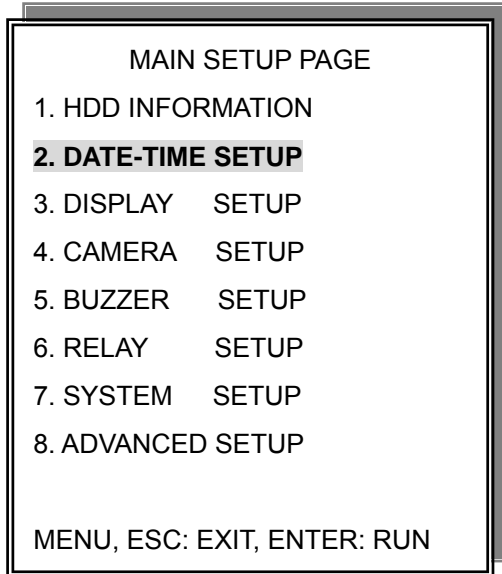 MAIN SETUP PAGE
1. HDD INFORMATION
2. DATE-TIME SETUP
3. DISPLAY SETUP
4. CAMERA SETUP
5. BUZZER SETUP
6. RELAY SETUP
7. SYSTEM SETUP
8. ADVANCED SETUP
MENU, ESC: EXIT, ENTER: RUN